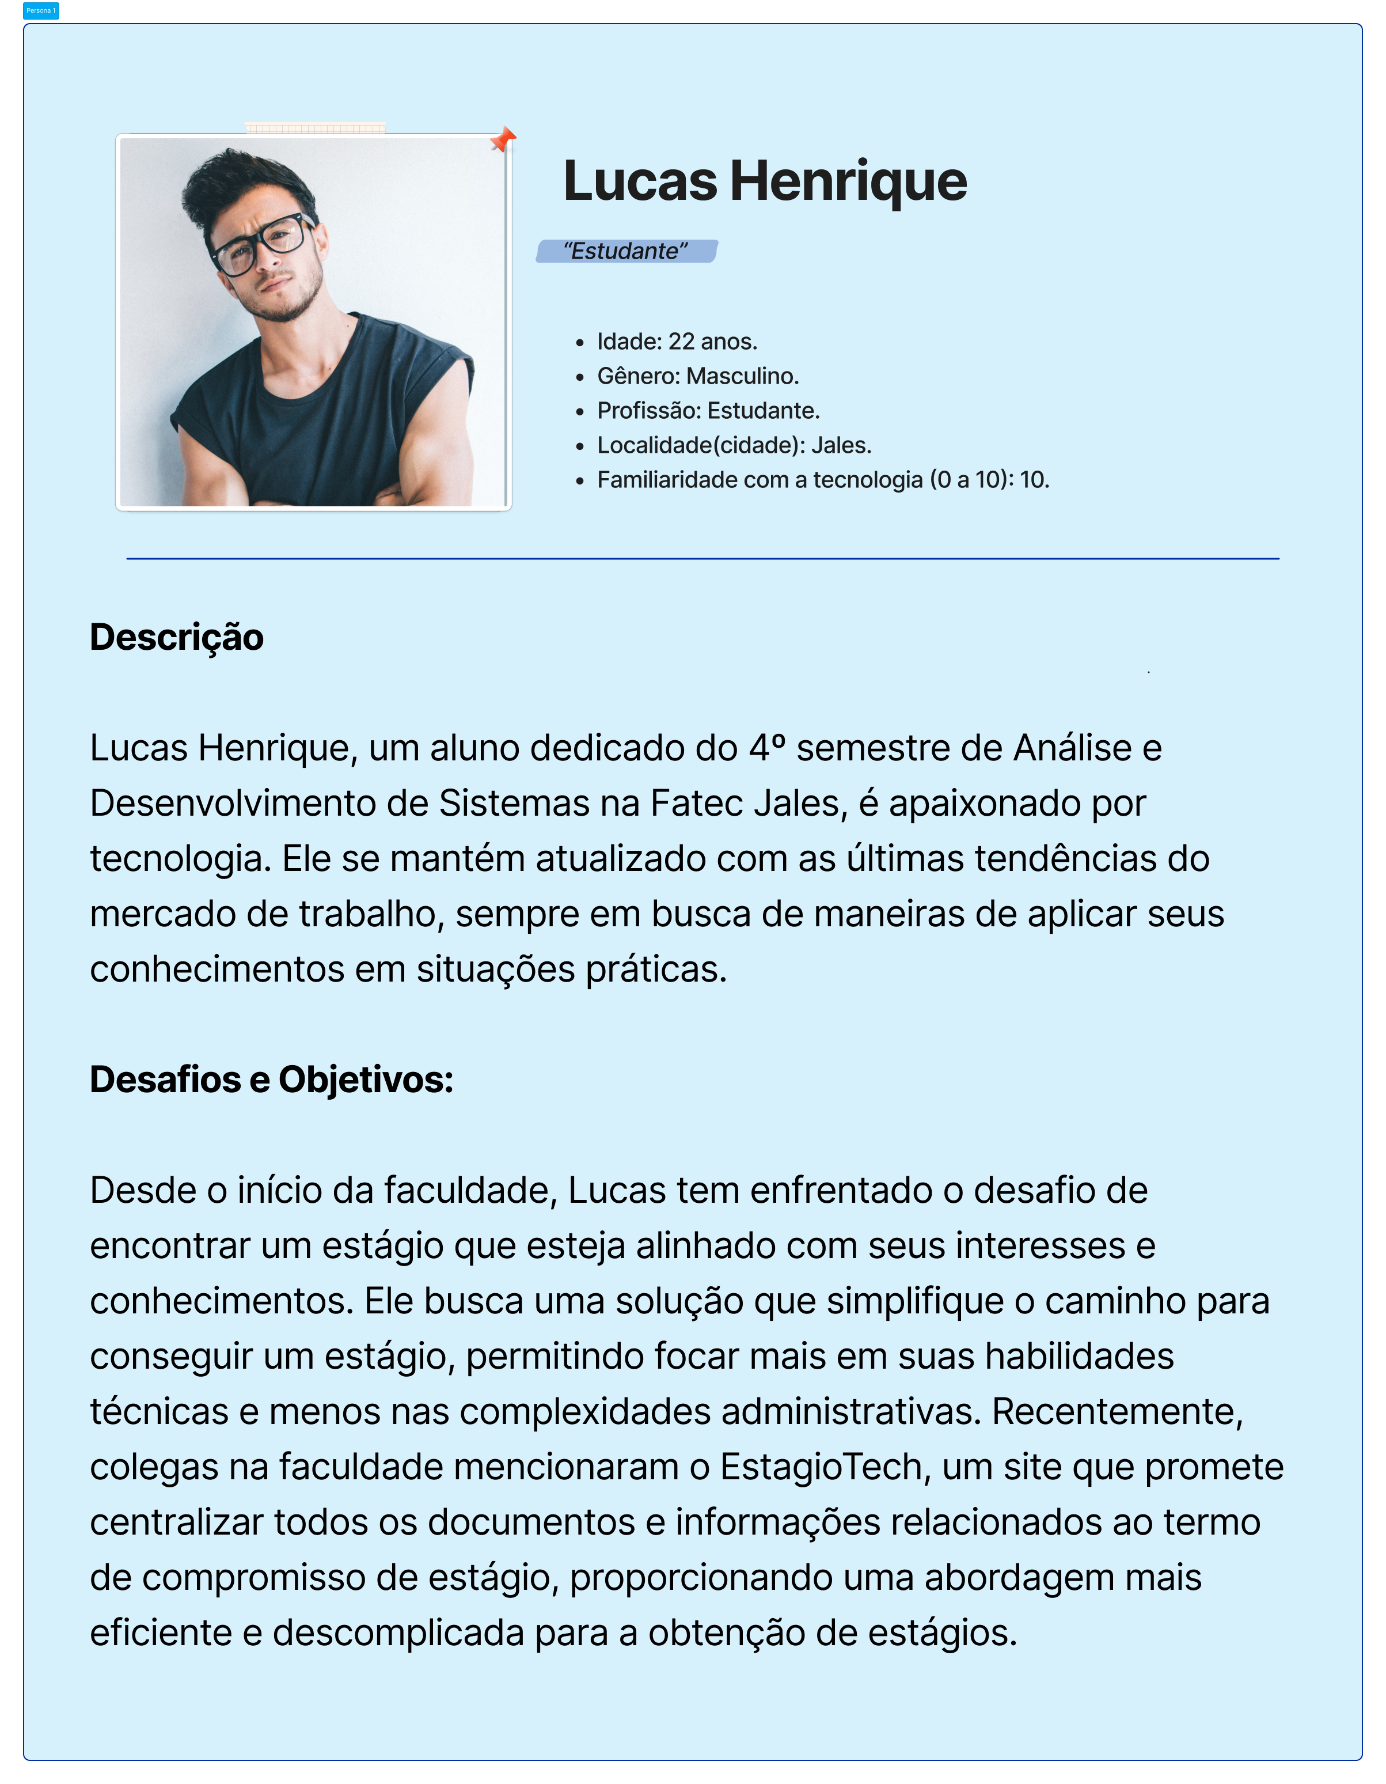 Persona 1
Lucas Henrique
“Estudante”
• Idade: 22 anos.
• Gênero: Masculino.
• Profissão: Estudante.
• Localidade(cidade): Jales.
• Familiaridade com a tecnologia (0 a 10): 10.
Descrição
.
Lucas Henrique, um aluno dedicado do 4º semestre de Análise e
Desenvolvimento de Sistemas na Fatec Jales, é apaixonado por
tecnologia. Ele se mantém atualizado com as últimas tendências do
mercado de trabalho, sempre em busca de maneiras de aplicar seus
conhecimentos em situações práticas.
Desafios e Objetivos:
Desde o início da faculdade, Lucas tem enfrentado o desafio de
encontrar um estágio que esteja alinhado com seus interesses e
conhecimentos. Ele busca uma solução que simplifique o caminho para
conseguir um estágio, permitindo focar mais em suas habilidades
técnicas e menos nas complexidades administrativas. Recentemente,
colegas na faculdade mencionaram o EstagioTech, um site que promete
centralizar todos os documentos e informações relacionados ao termo
de compromisso de estágio, proporcionando uma abordagem mais
eficiente e descomplicada para a obtenção de estágios.